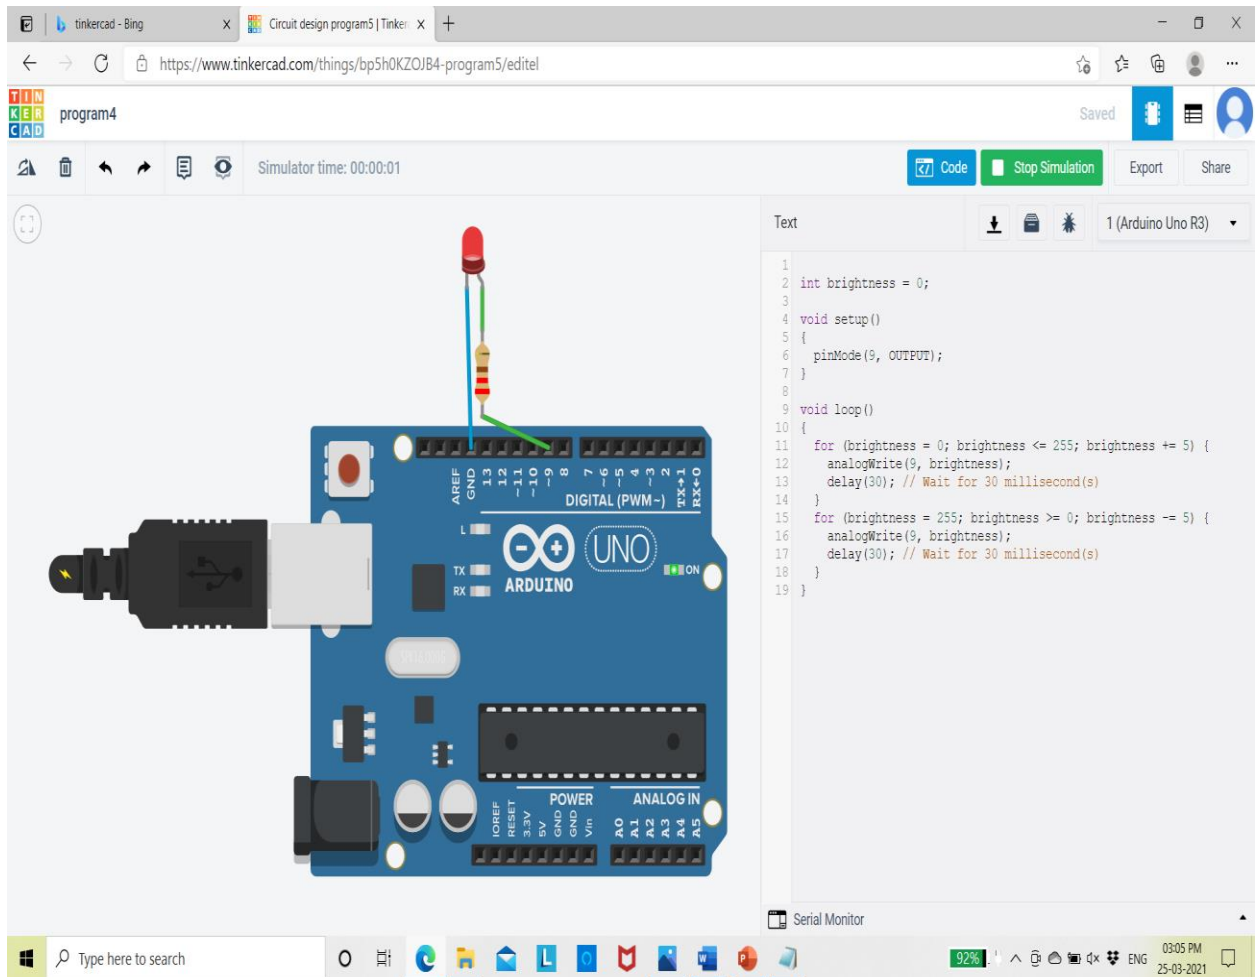 tinkercad - Bing
Circuit design program5 | Tinker
https://www.tinkercad.com/things/bp5h0KZOJB4-program5/editel
TIN
KER
CAD
program4
Saved
Simulator time: 00:00:01
Code
Stop Simulation
Export
Share
Text
1 (Arduino Uno R3)
1
2 int brightness = 0;
3
4 void setup()
5 {
6 pinMode(9, OUTPUT);
7 }
8
9 void loop()
10 {
11 for (brightness = 0; brightness <= 255; brightness += 5) {
12 analogWrite(9, brightness);
13 delay(30); // Wait for 30 millisecond(s)
14 }
15 for (brightness = 255; brightness >= 0; brightness -= 5) {
16 analogWrite(9, brightness);
17 delay(30); // Wait for 30 millisecond(s)
18 }
19 }
AREF
GND
13
12
~11
~10
~9
8
7
~6
~5
4
~3
2
TX→1
RX←0
DIGITAL (PWM~)
L
TX
RX
ARDUINO
UNO
ON
POWER
ANALOG IN
IOREF
RESET
3.3V
5V
GND
GND
Vin
A0
A1
A2
A3
A4
A5
Serial Monitor
Type here to search
92%
ENG
03:05 PM
25-03-2021